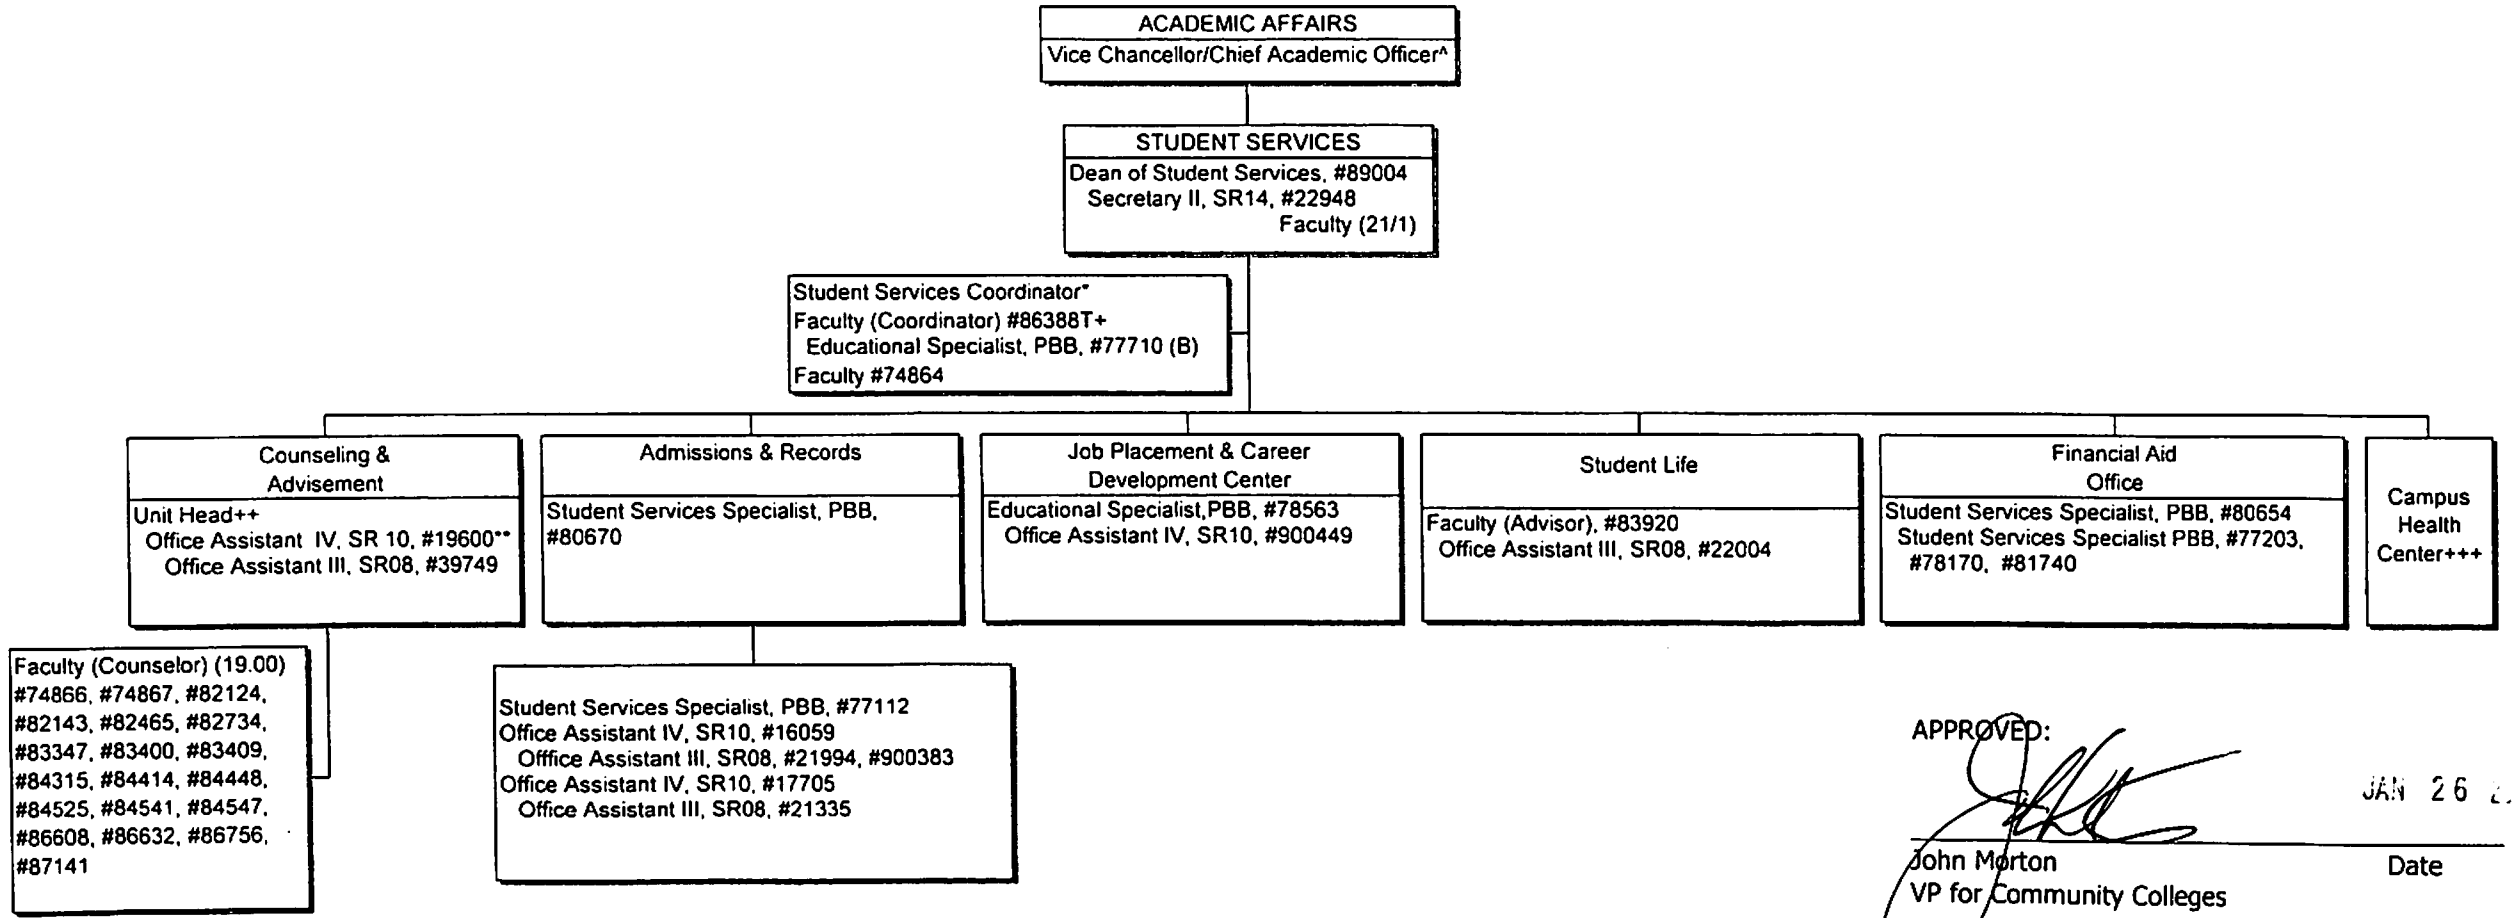 ACADEMIC AFFAIRS
Vice Chancellor/Chief Academic Officer^
STUDENT SERVICES
Dean of Student Services, #89004
Secretary II, SR14, #22948
Faculty (21/1)
Student Services Coordinator*
Faculty (Coordinator) #86388T+
Educational Specialist, PBB, #77710 (B)
Faculty #74864
Counseling &
Advisement
Unit Head++
Office Assistant IV, SR 10, #19600**
Office Assistant III, SR08, #39749
Admissions & Records
Student Services Specialist, PBB,
#80670
Job Placement & Career
Development Center
Educational Specialist,PBB, #78563
Office Assistant IV, SR10, #900449
Student Life
Faculty (Advisor), #83920
Office Assistant III, SR08, #22004
Financial Aid
Office
Student Services Specialist, PBB, #80654
Student Services Specialist PBB, #77203,
#78170, #81740
Campus
Health
Center+++
Faculty (Counselor) (19.00)
#74866, #74867, #82124,
#82143, #82465, #82734,
#83347, #83400, #83409,
#84315, #84414, #84448,
#84525, #84541, #84547,
#86608, #86632, #86756,
#87141
Student Services Specialist, PBB, #77112
Office Assistant IV, SR10, #16059
Offfice Assistant III, SR08, #21994, #900383
Office Assistant IV, SR10, #17705
Office Assistant III, SR08, #21335
APPROVED:
JAN 26
John Morton
Date
VP for Community Colleges